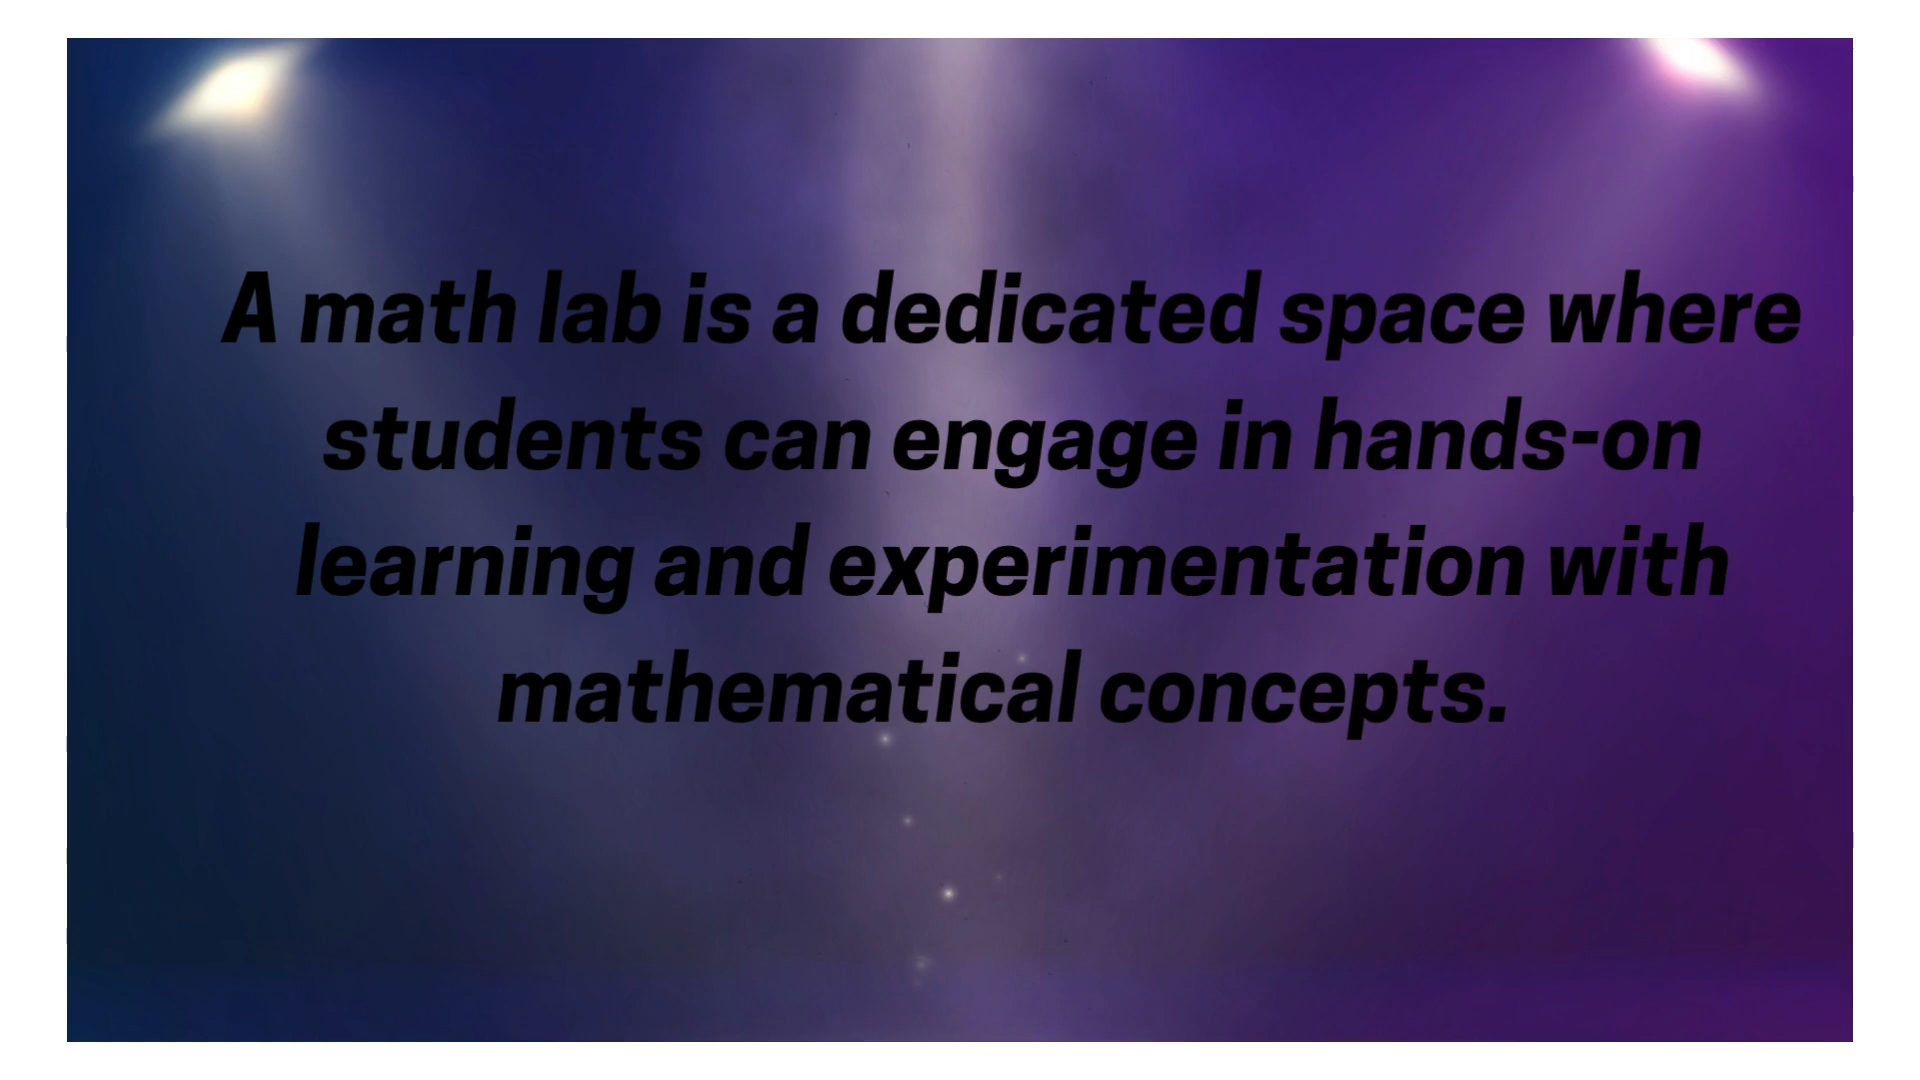 A math lab is a dedicated space where
students can engage in hands-on
learning and experimentation with
mathematical concepts.